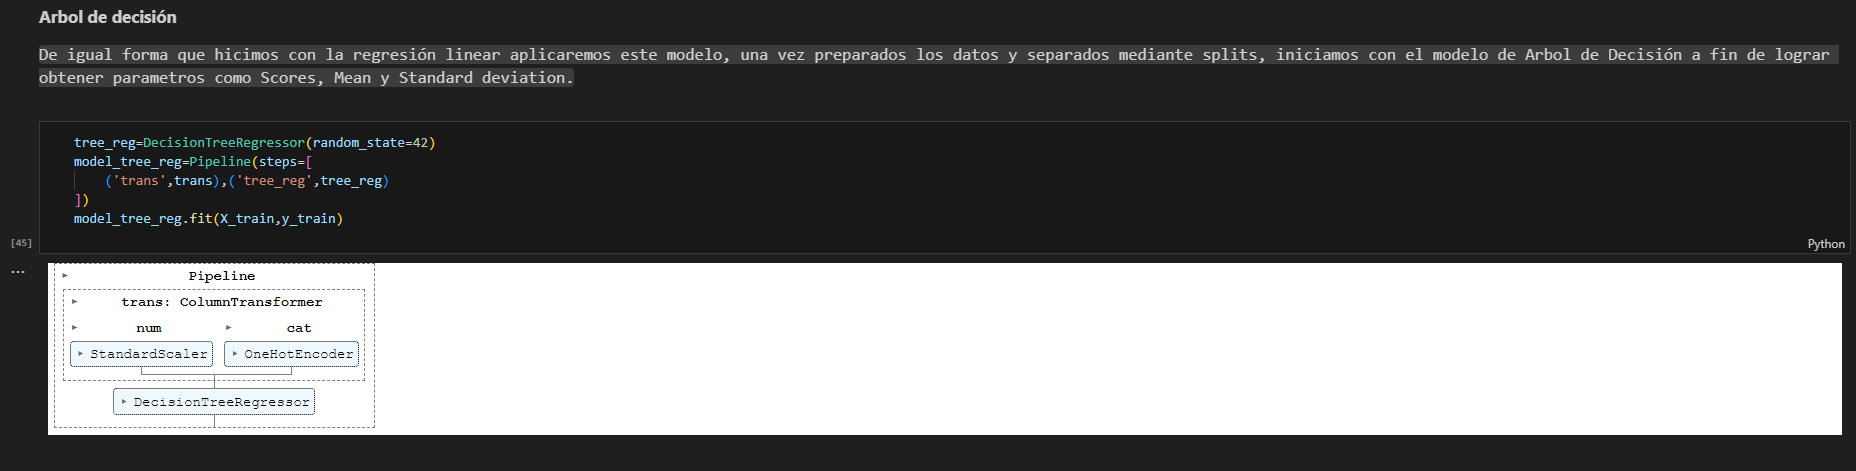 Arbol de decisión
De igual forma que hicimos con la regresión linear aplicaremos este modelo, una vez preparados los datos y separados mediante splits, iniciamos con el modelo de Arbol de Decisión a fin de lograr
obtener parametros como Scores, Mean y Standard deviation.
tree_reg=DecisionTreeRegressor(random_state=42)
model_tree_reg=Pipeline(steps=[
    ('trans',trans),('tree_reg',tree_reg)
])
model_tree_reg.fit(X_train,y_train)
[45]
Python
...
Pipeline
trans: ColumnTransformer
num cat
StandardScaler OneHotEncoder
DecisionTreeRegressor